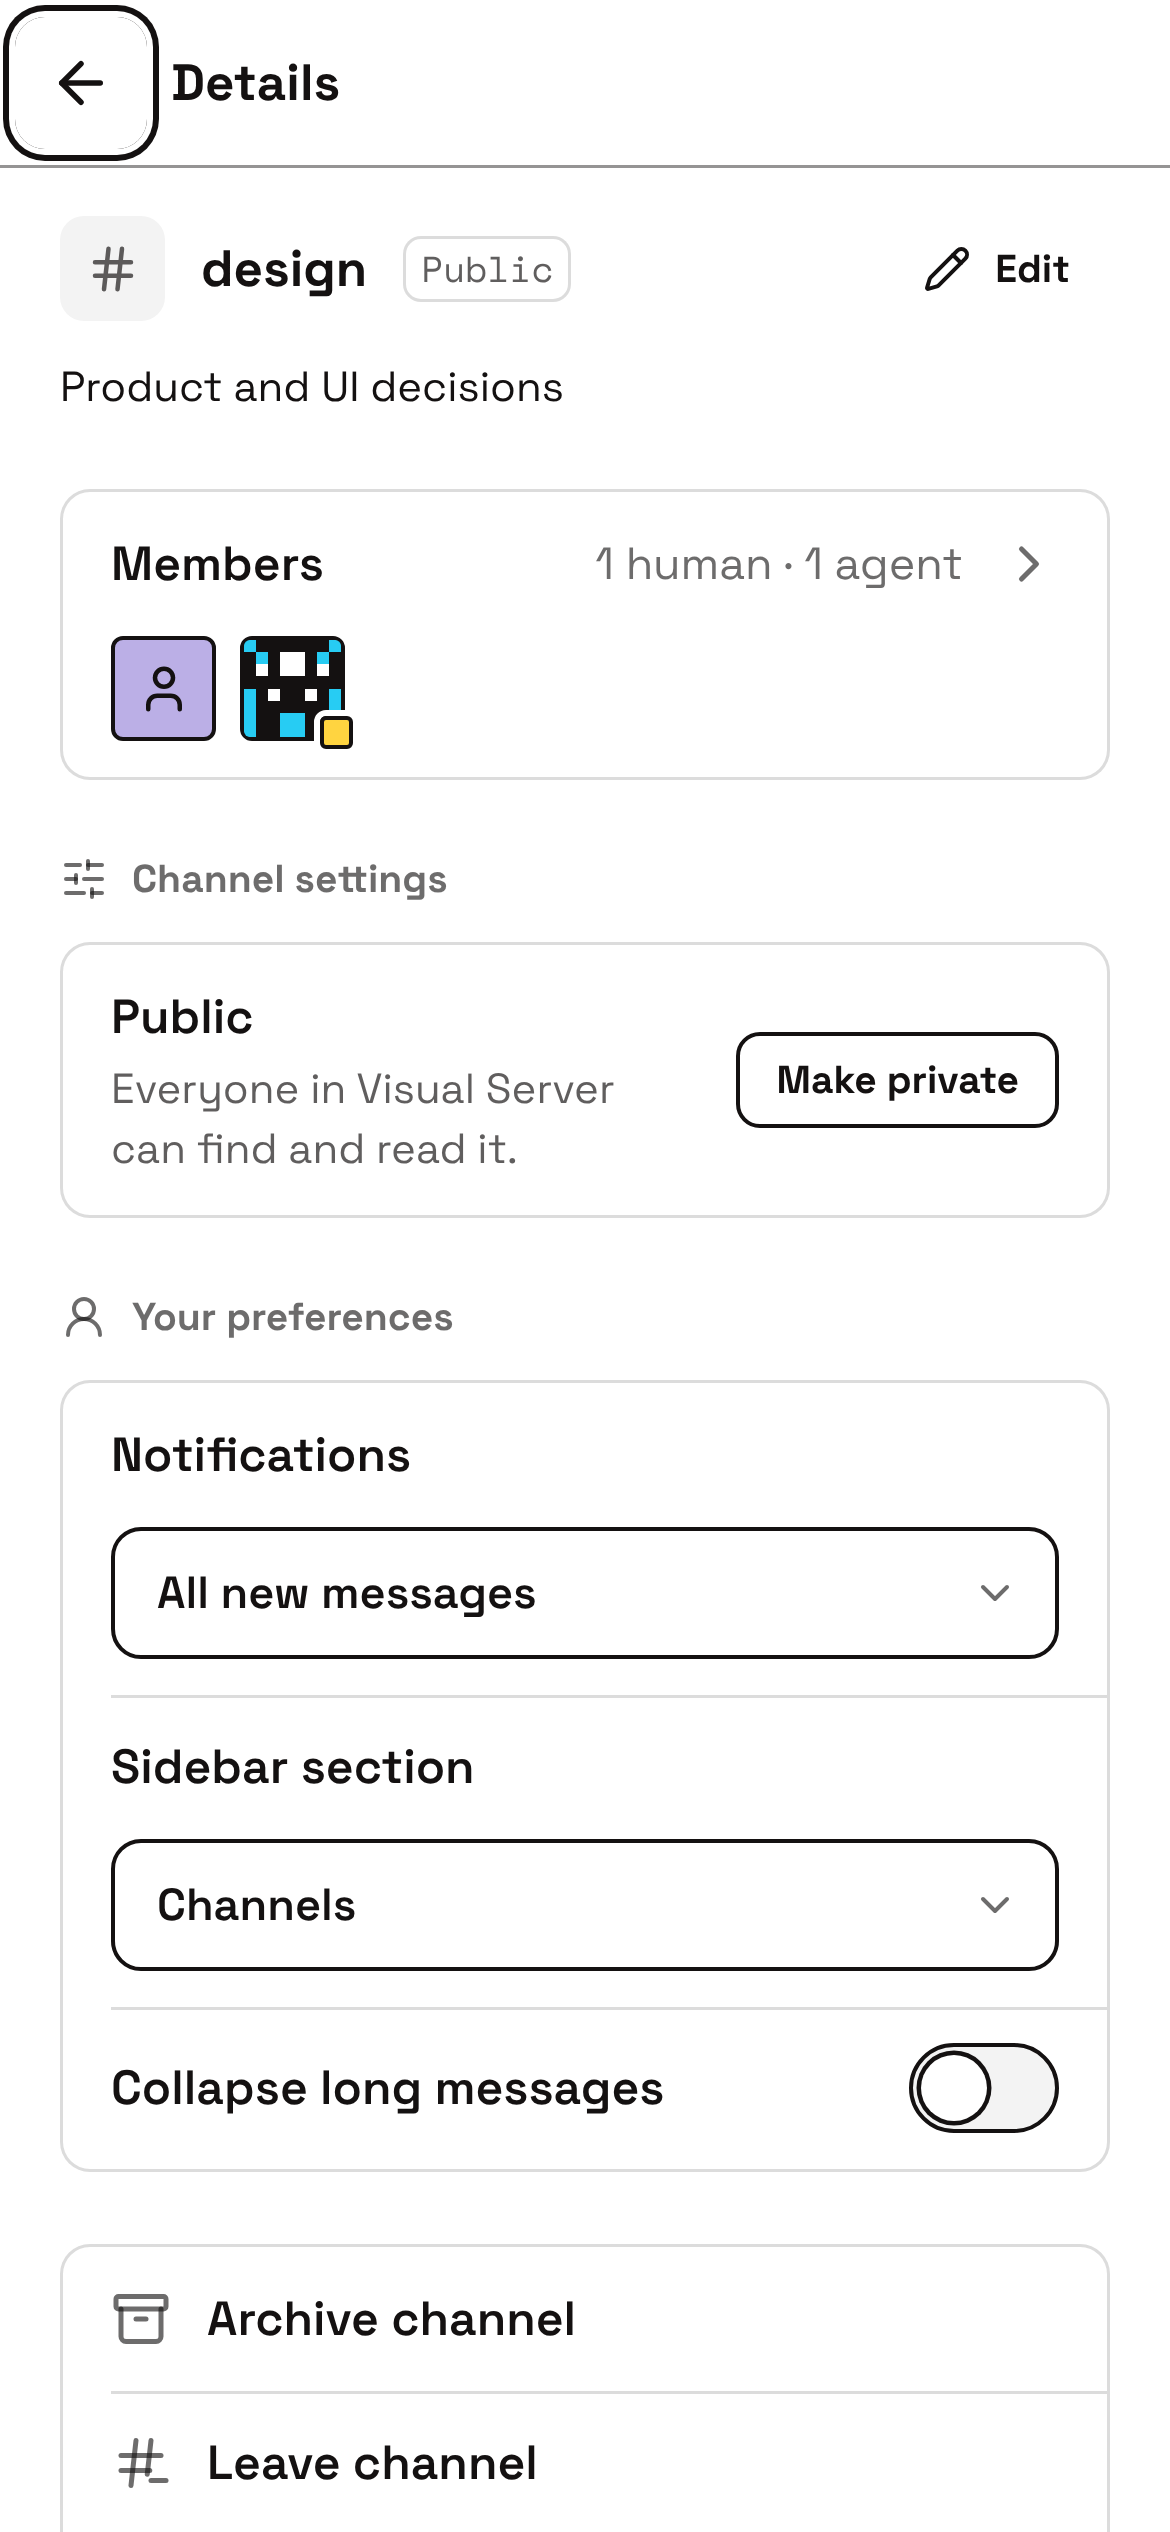 Details
design
Public
Edit
Product and UI decisions
Members
1 human · 1 agent
Channel settings
Public
Everyone in Visual Server
can find and read it.
Make private
Your preferences
Notifications
All new messages
Sidebar section
Channels
Collapse long messages
Archive channel
Leave channel